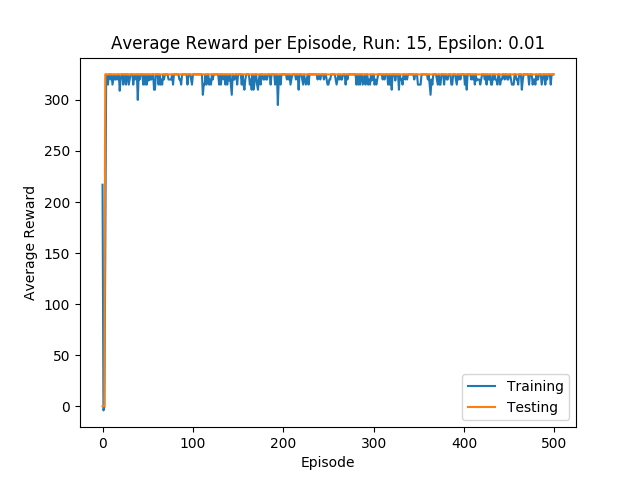 Average Reward per Episode, Run: 15, Epsilon: 0.01
300
250
200
150
100
50
0
Average Reward
0 100 200 300 400 500
Episode
Training
Testing